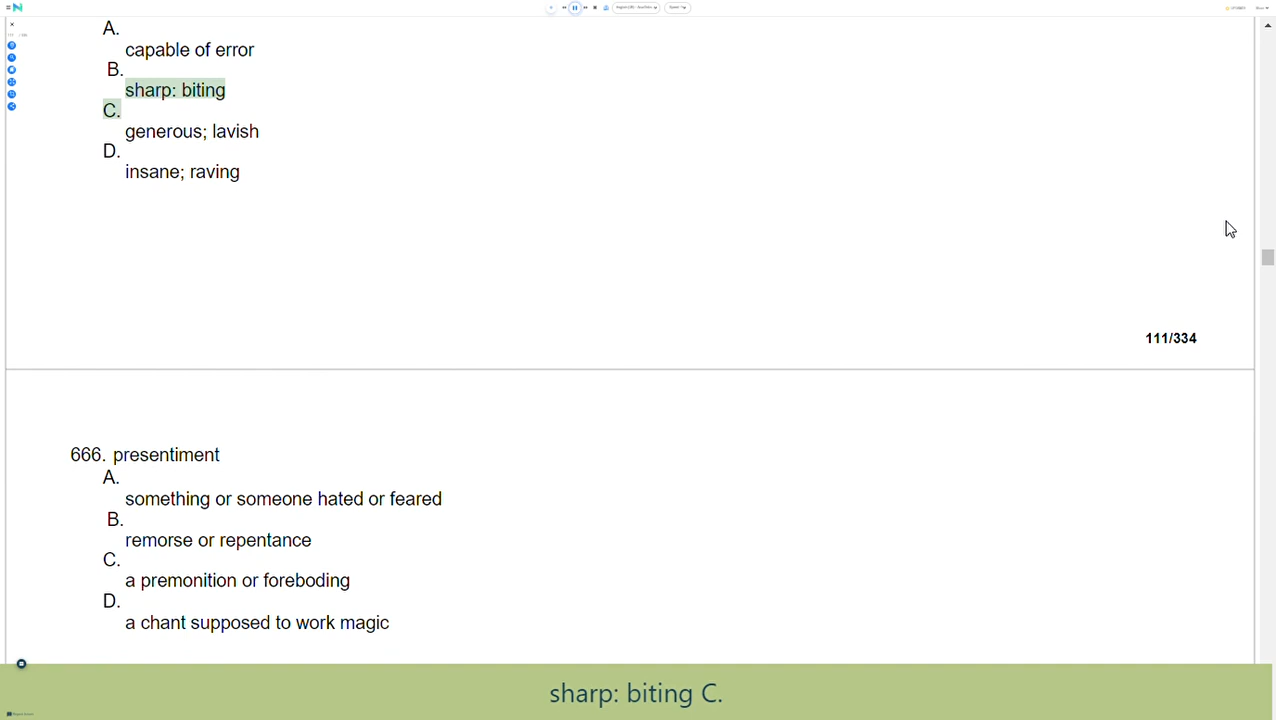 A.
capable of error
B.
sharp: biting
C.
generous; lavish
D.
insane; raving
111/334
666. presentiment
A.
something or someone hated or feared
B.
remorse or repentance
C.
a premonition or foreboding
D.
a chant supposed to work magic
sharp: biting C.